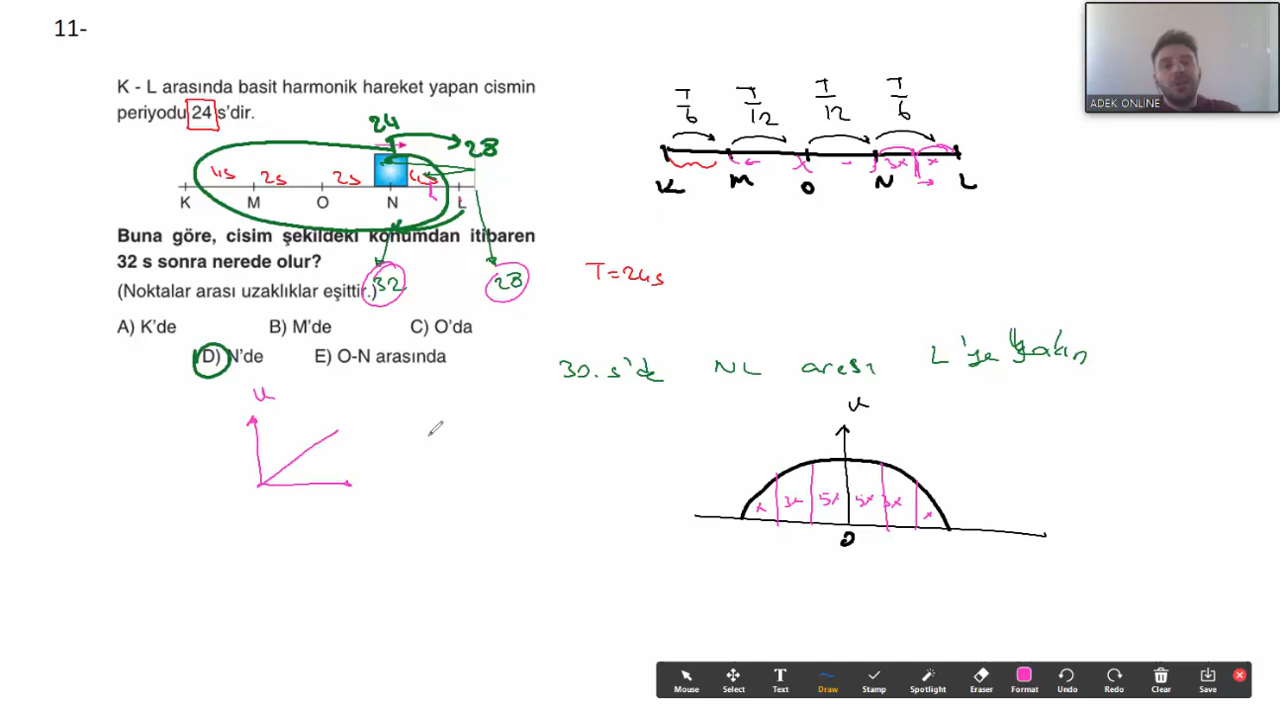 11-
K - L arasında basit harmonik hareket yapan cismin
periyodu 24 s'dir.
24
28
4s 2s 2s 4s
K M O N L
Buna göre, cisim şekildeki konumdan itibaren
32 s sonra nerede olur?
(Noktalar arası uzaklıklar eşittir.)
32 28
A) K'de B) M'de C) O'da
D) N'de E) O-N arasında
T/6 T/12 T/12 T/6
3x x
K M O N L
T=24s
30. s'de NL arası L'ye yakın
x 3x 5x 5x 3x x
O
ADEK ONLİNE
Mouse Select Text Draw Stamp Spotlight Eraser Format Undo Redo Clear Save